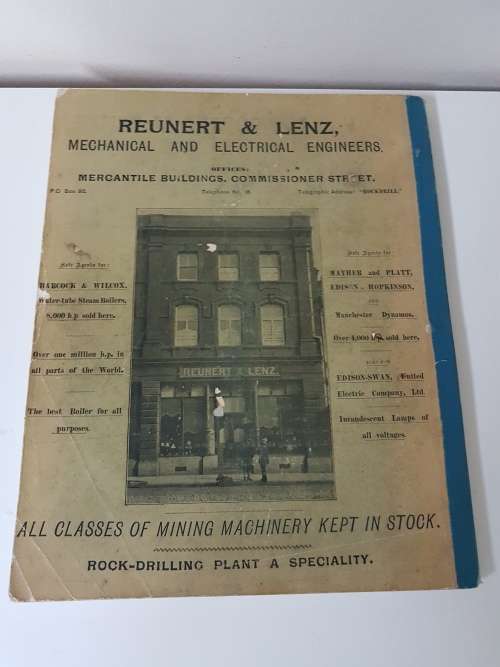 REUNERT & LENZ,
MECHANICAL AND ELECTRICAL ENGINEERS.
OFFICES:
MERCANTILE BUILDINGS, COMMISSIONER STREET.
P.O. Box 92.
Telephone No.
Telegraphic Address: "ROCKDRILL"
Sole Agents for:
BABCOCK & WILCOX,
Water-tube Steam Boilers,
8,000 h.p. sold here.
Over one million h.p. in
all parts of the World.
The best Boiler for all
purposes.
REUNERT & LENZ.
Sole Agents for:
MATHER and PLATT,
EDISON, HOPKINSON,
AND
Manchester Dynamos,
Over 4,000 h.p. sold here,
EDISON-SWAN, United
Electric Company, Ltd.
Incandescent Lamps of
all voltages.
ALL CLASSES OF MINING MACHINERY KEPT IN STOCK.
ROCK-DRILLING PLANT A SPECIALITY.